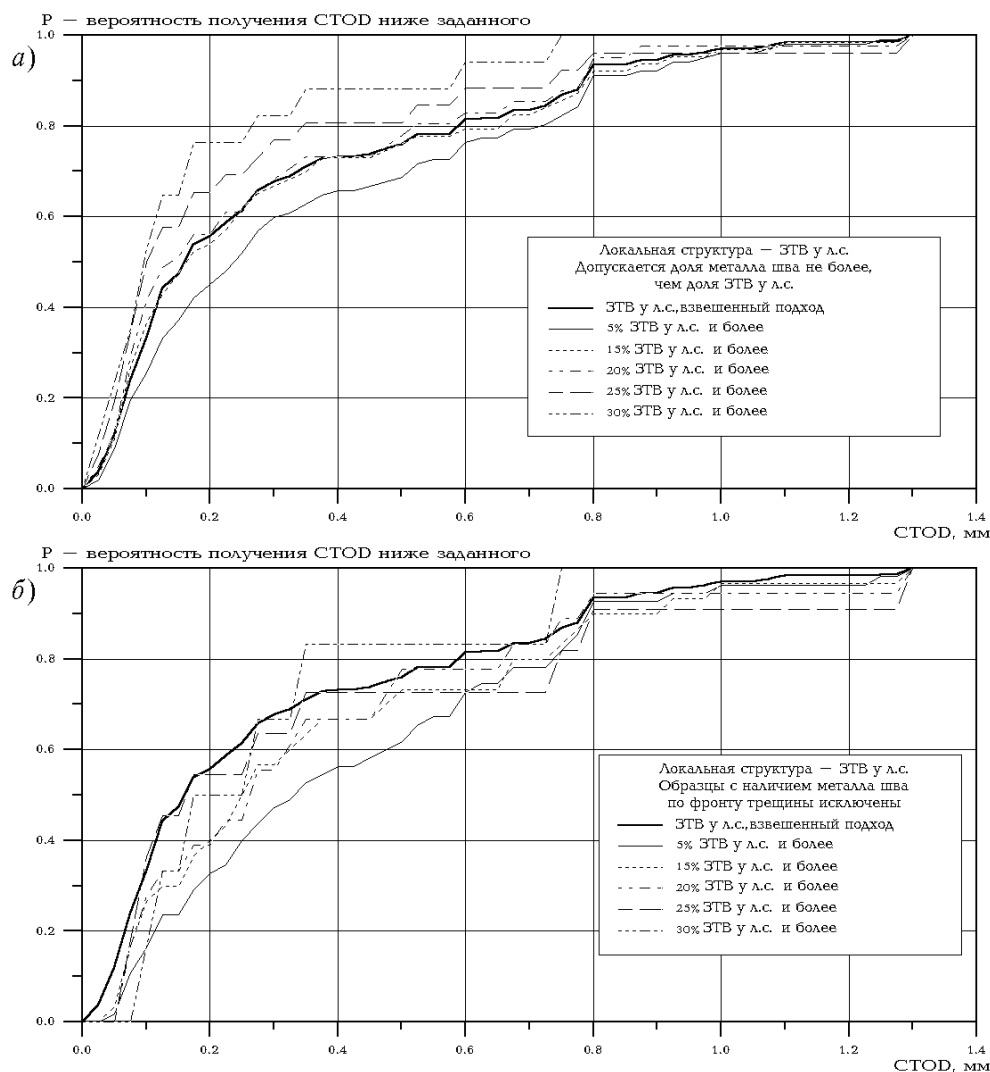 P — вероятность получения CTOD ниже заданного
а)
1.0
0.8
0.6
0.4
0.2
0.0
Локальная структура — ЗТВ у л.с.
Допускается доля металла шва не более,
чем доля ЗТВ у л.с.
ЗТВ у л.с.,взвешенный подход
5% ЗТВ у л.с. и более
15% ЗТВ у л.с. и более
20% ЗТВ у л.с. и более
25% ЗТВ у л.с. и более
30% ЗТВ у л.с. и более
0.0 0.2 0.4 0.6 0.8 1.0 1.2 1.4
CTOD, мм
P — вероятность получения CTOD ниже заданного
б)
1.0
0.8
0.6
0.4
0.2
0.0
Локальная структура — ЗТВ у л.с.
Образцы с наличием металла шва
по фронту трещины исключены
ЗТВ у л.с.,взвешенный подход
5% ЗТВ у л.с. и более
15% ЗТВ у л.с. и более
20% ЗТВ у л.с. и более
25% ЗТВ у л.с. и более
30% ЗТВ у л.с. и более
0.0 0.2 0.4 0.6 0.8 1.0 1.2 1.4
CTOD, мм